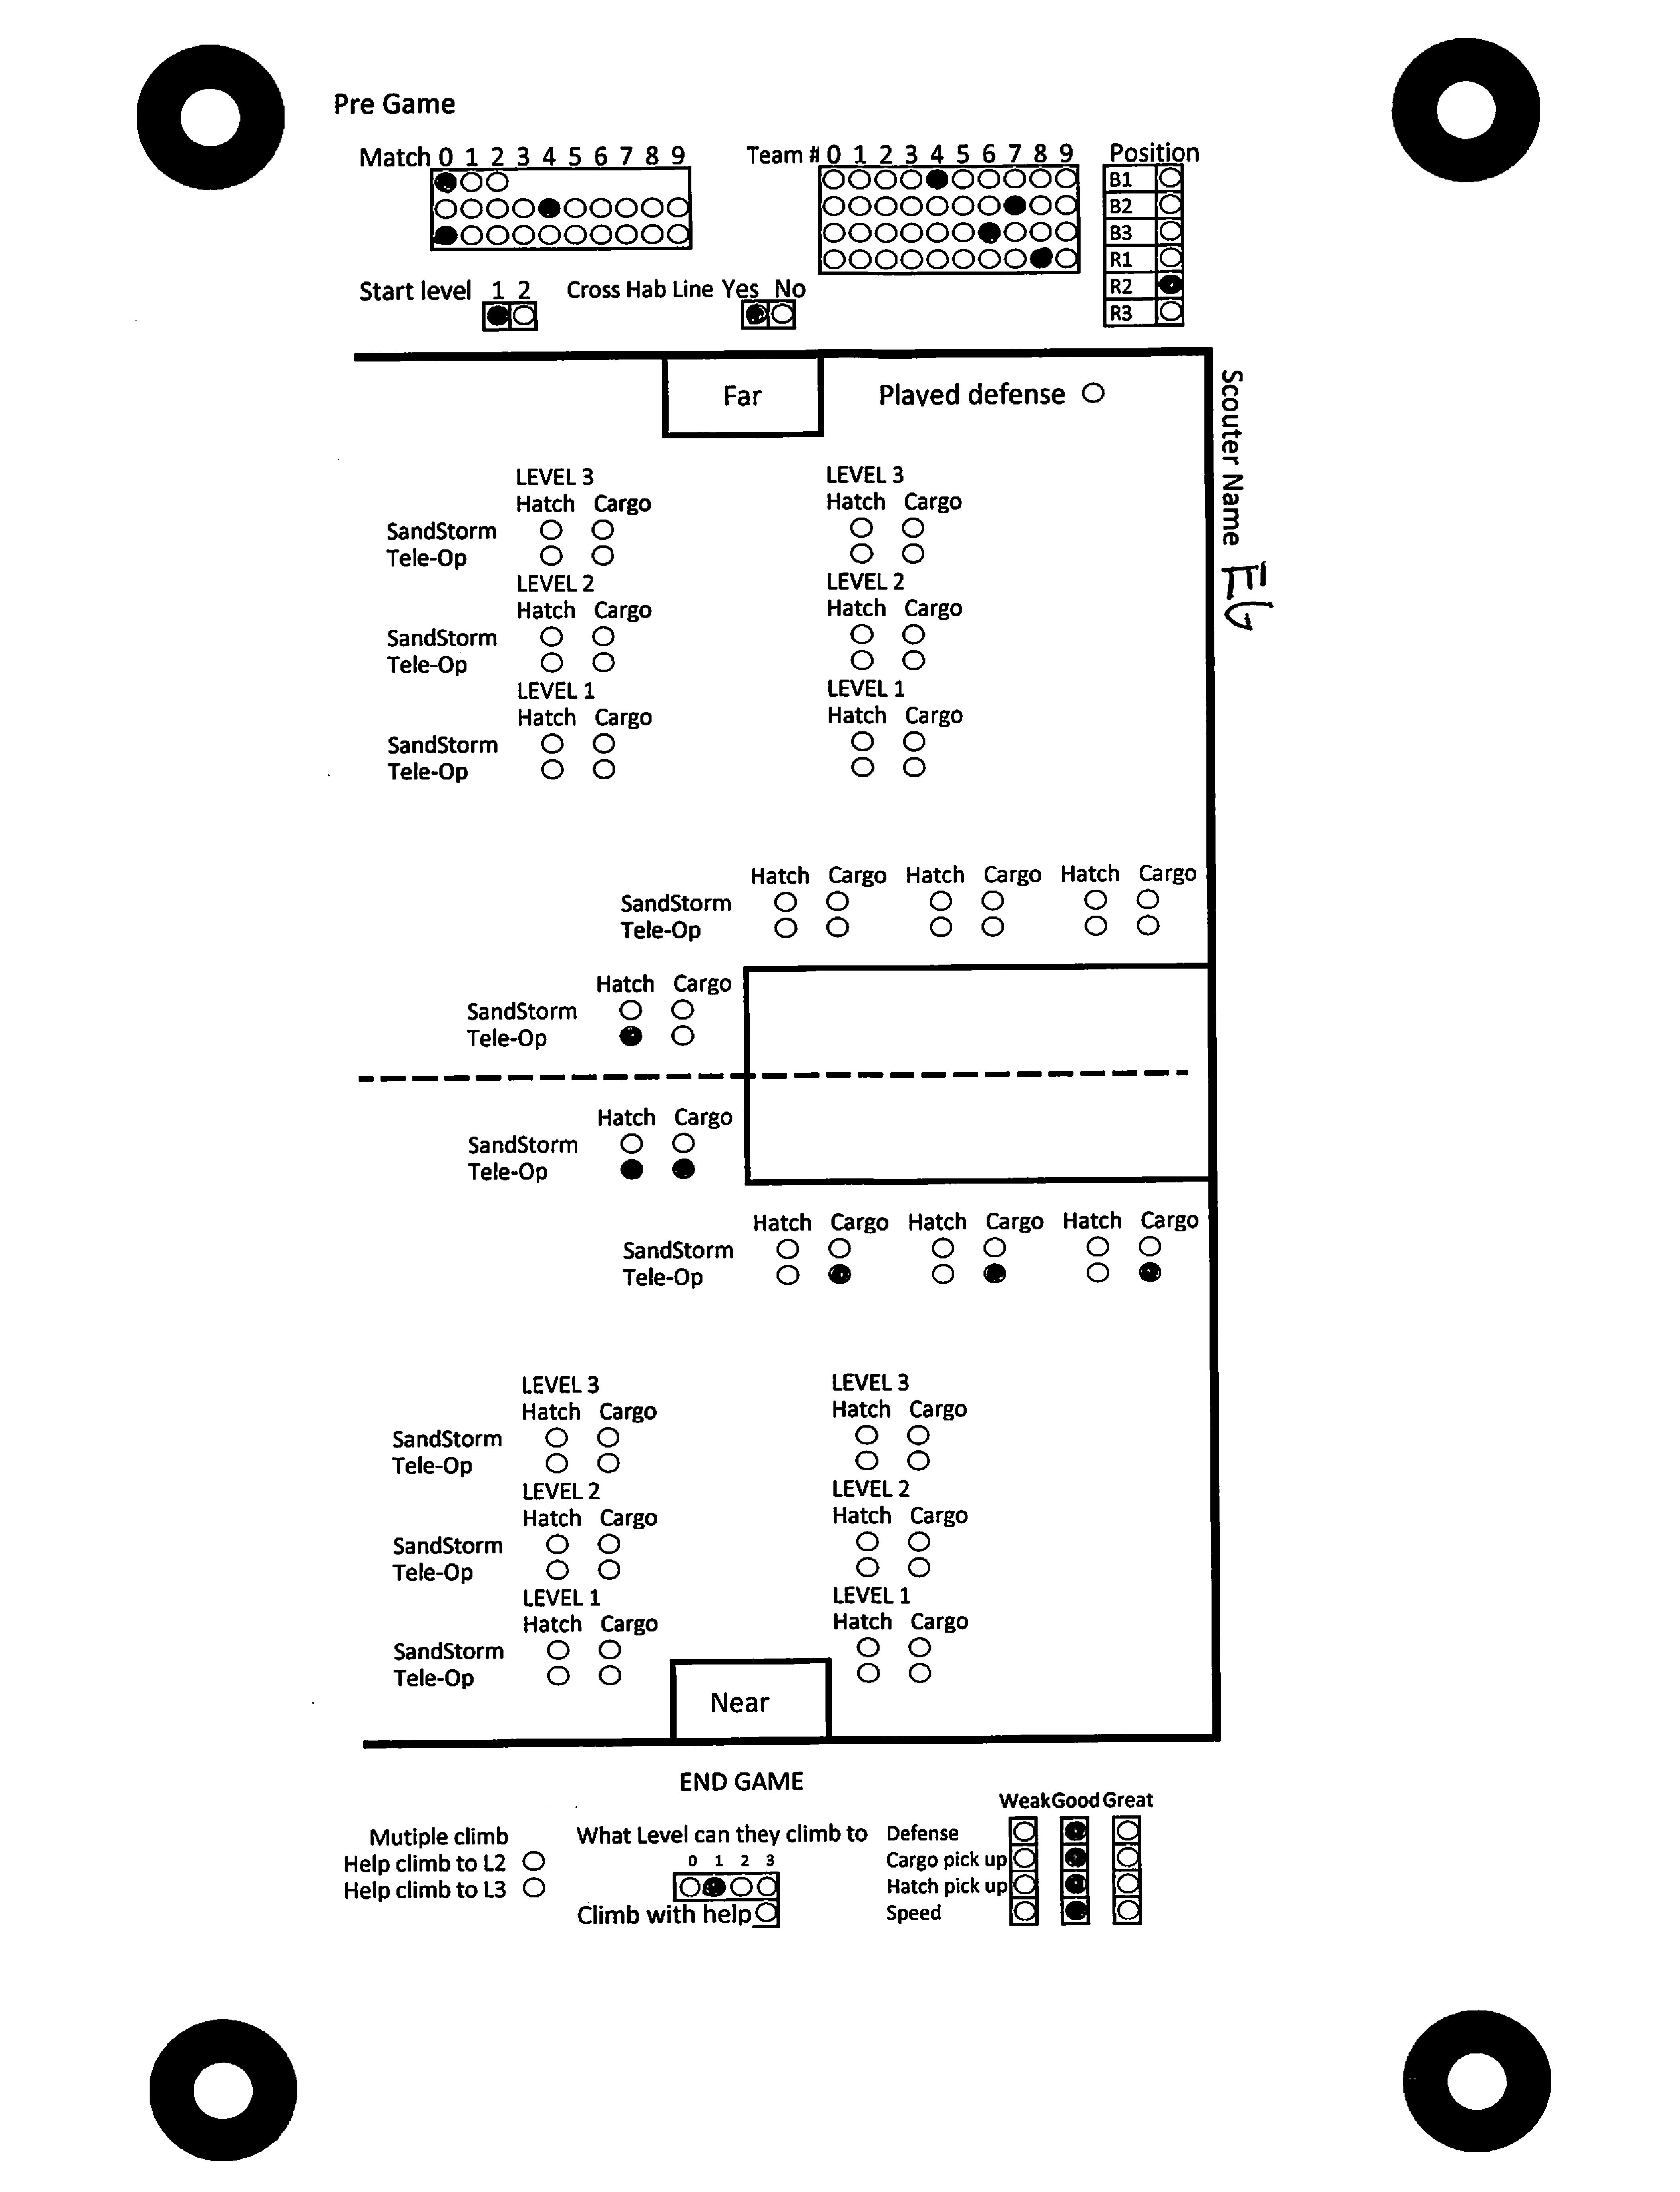 Pre Game
Match 0 1 2 3 4 5 6 7 8 9
Team # 0 1 2 3 4 5 6 7 8 9
Position
B1
B2
B3
R1
R2
R3
Start level 1 2
Cross Hab Line Yes No
Far
Played defense
Scouter Name EG
LEVEL 3 LEVEL 3
Hatch Cargo Hatch Cargo
SandStorm
Tele-Op
LEVEL 2 LEVEL 2
Hatch Cargo Hatch Cargo
SandStorm
Tele-Op
LEVEL 1 LEVEL 1
Hatch Cargo Hatch Cargo
SandStorm
Tele-Op
Hatch Cargo Hatch Cargo Hatch Cargo
SandStorm
Tele-Op
Hatch Cargo
SandStorm
Tele-Op
Hatch Cargo
SandStorm
Tele-Op
Hatch Cargo Hatch Cargo Hatch Cargo
SandStorm
Tele-Op
LEVEL 3 LEVEL 3
Hatch Cargo Hatch Cargo
SandStorm
Tele-Op
LEVEL 2 LEVEL 2
Hatch Cargo Hatch Cargo
SandStorm
Tele-Op
LEVEL 1 LEVEL 1
Hatch Cargo Hatch Cargo
SandStorm
Tele-Op
Near
END GAME
Mutiple climb
Help climb to L2
Help climb to L3
What Level can they climb to
0 1 2 3
Climb with help
Weak Good Great
Defense
Cargo pick up
Hatch pick up
Speed